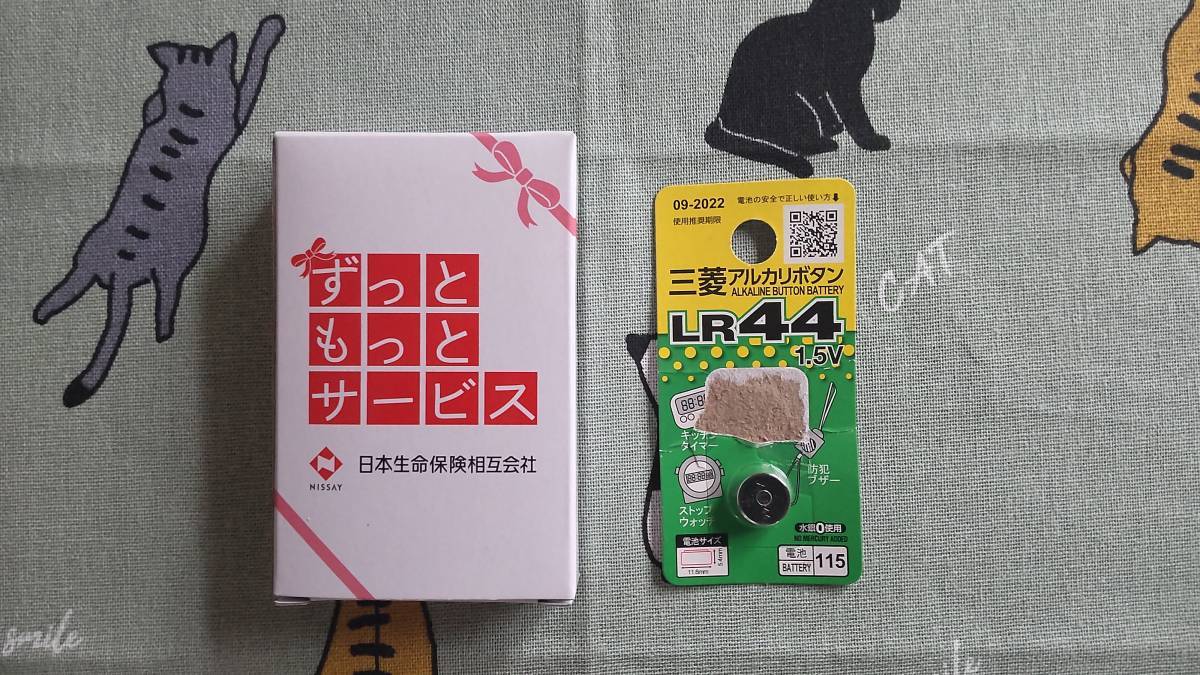 ずっと
もっと
サービス
NISSAY
日本生命保険相互会社
09-2022
電池の安全で正しい使い方⬇
使用推奨期限
三菱アルカリボタン
ALKALINE BUTTON BATTERY
LR44
1.5V
キッチン
タイマー
防犯
ブザー
ストップ
ウォッチ
水銀0使用
NO MERCURY ADDED
電池サイズ
5.4mm
11.6mm
電池
BATTERY
115
CAT
smile